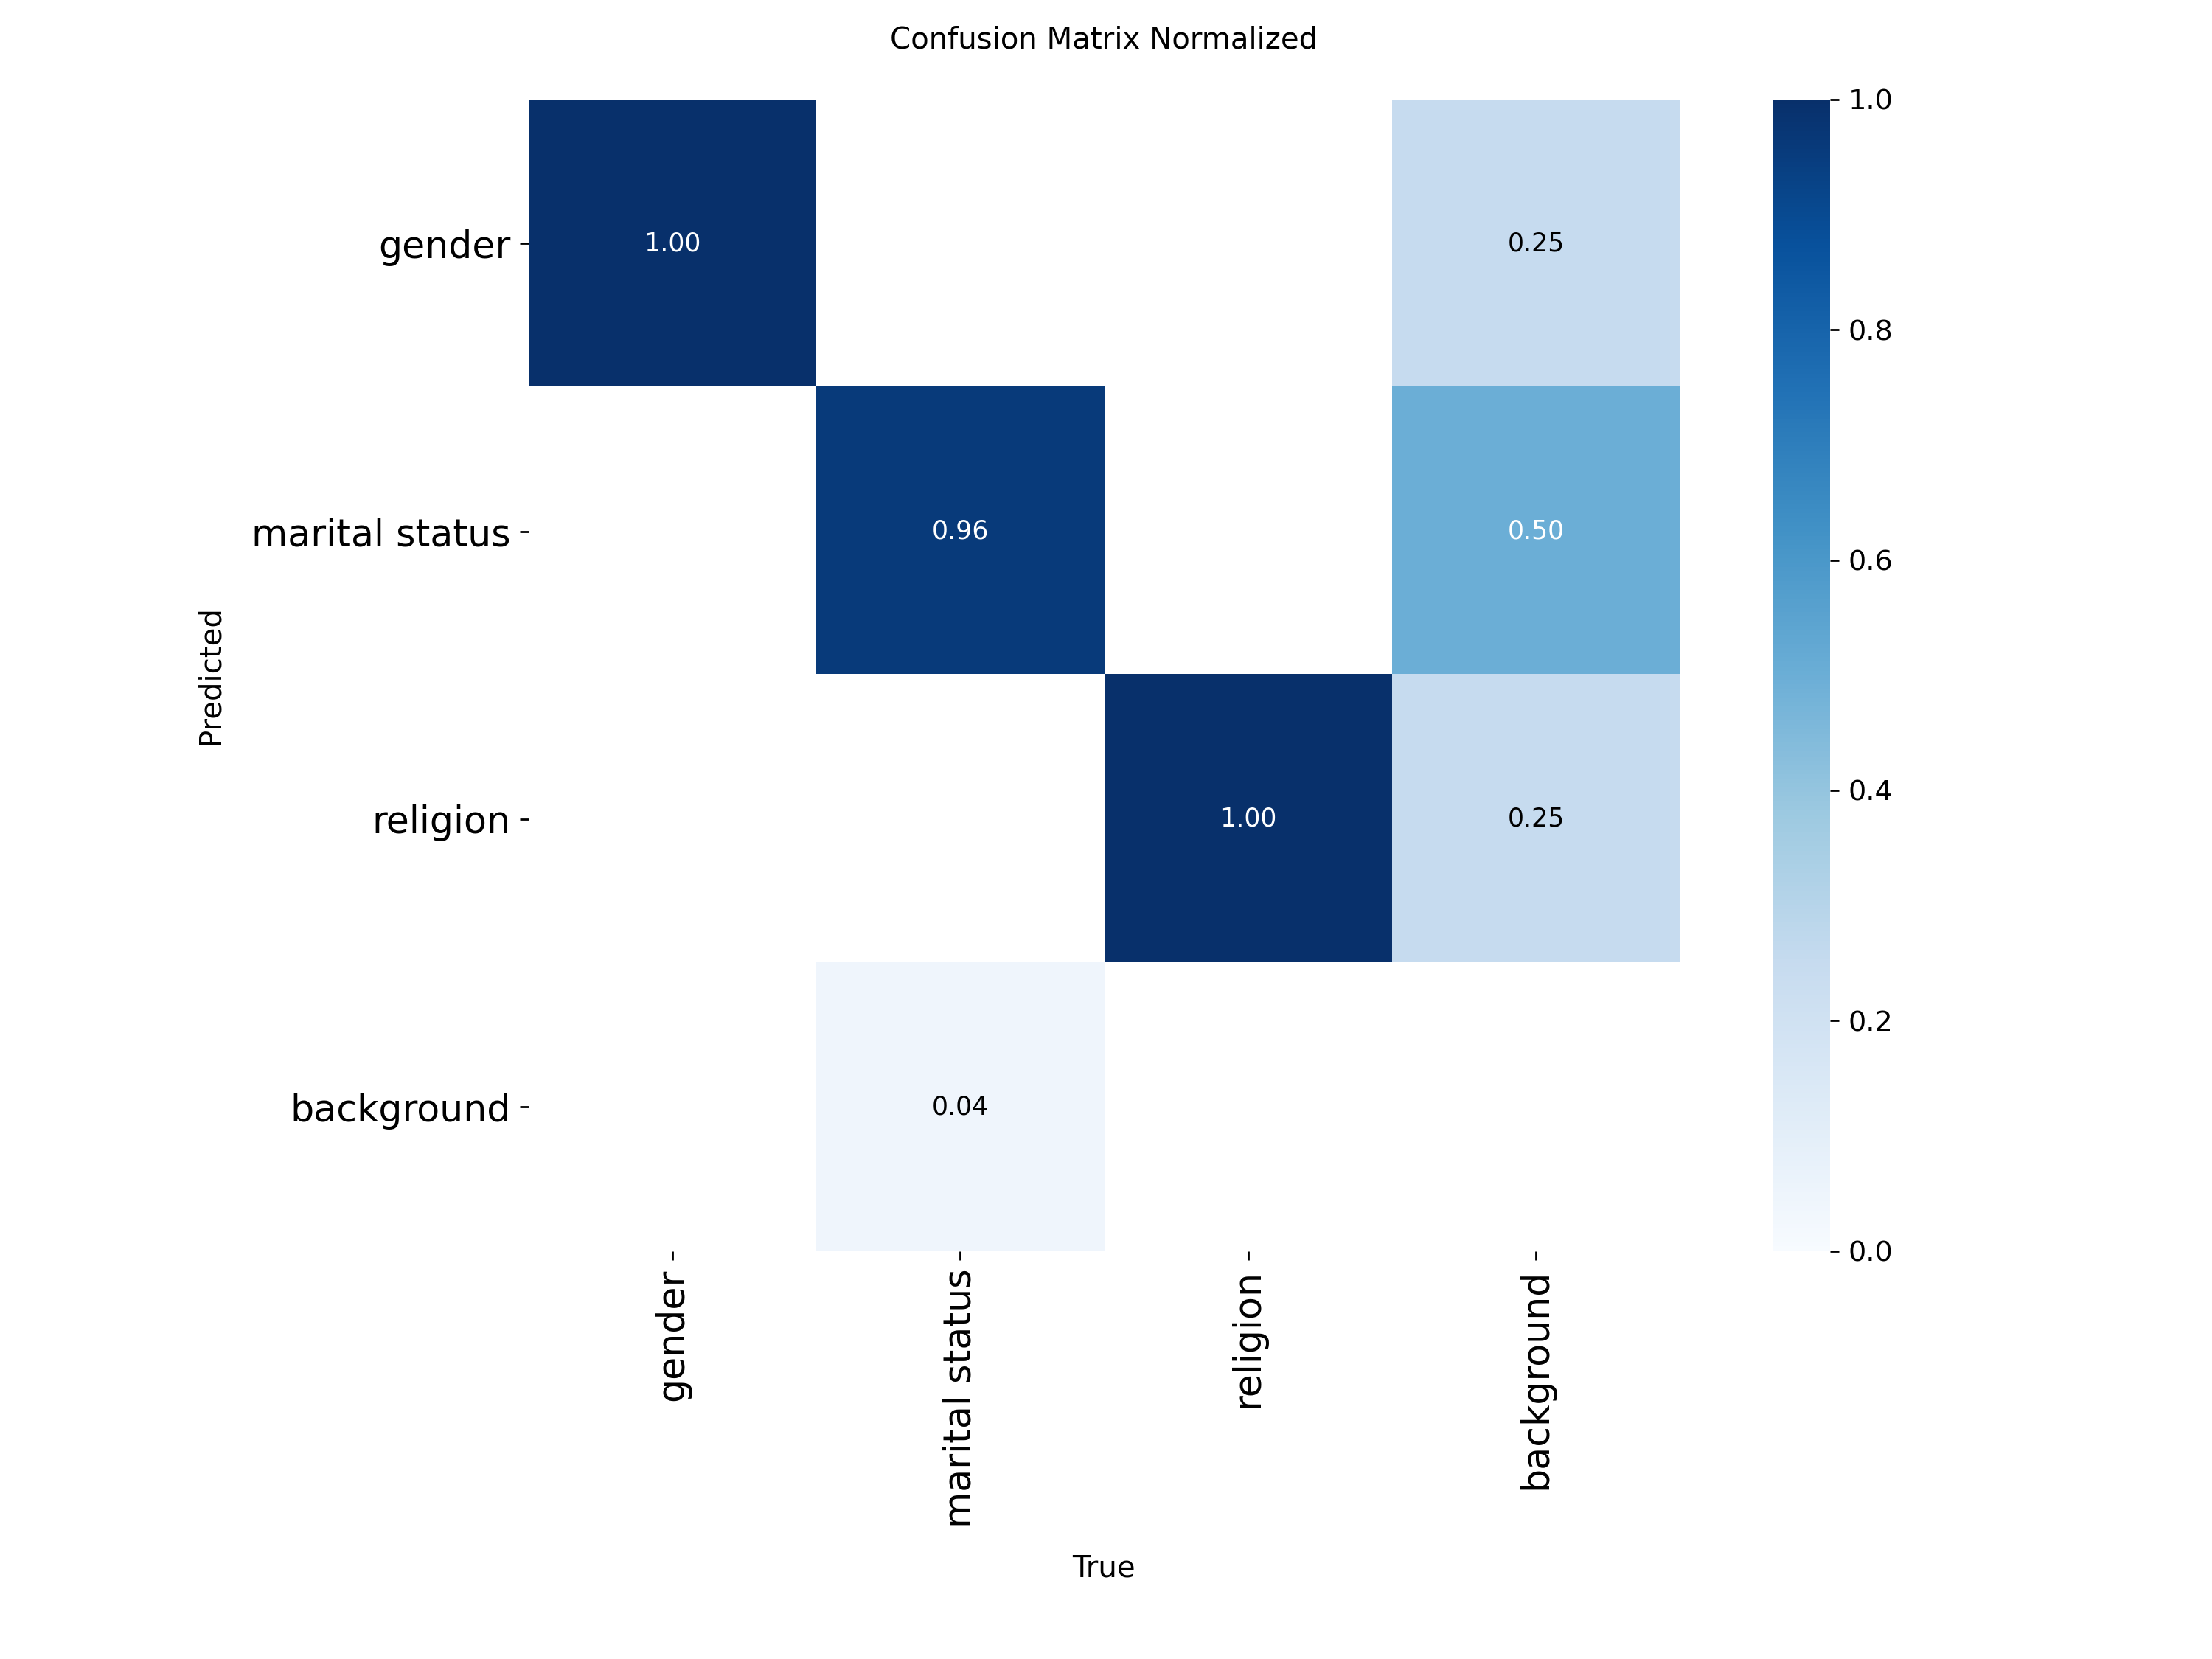 Confusion Matrix Normalized
gender
1.00
0.25
marital status
0.96
0.50
religion
1.00
0.25
background
0.04
Predicted
gender
marital status
religion
background
True
1.0
0.8
0.6
0.4
0.2
0.0